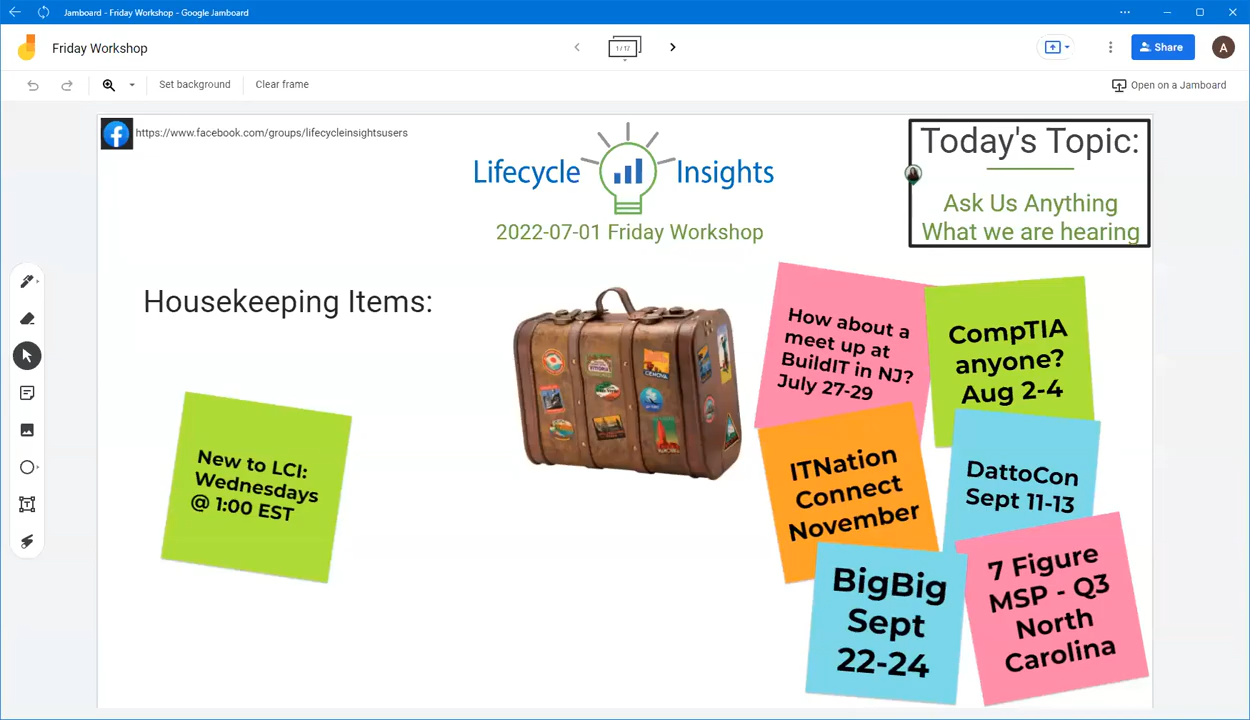 Jamboard - Friday Workshop - Google Jamboard
Friday Workshop
1 / 17
Share
A
Set background
Clear frame
Open on a Jamboard
https://www.facebook.com/groups/lifecycleinsightsusers
Lifecycle Insights
2022-07-01 Friday Workshop
Today's Topic:
Ask Us Anything
What we are hearing
Housekeeping Items:
New to LCI:
Wednesdays
@ 1:00 EST
How about a
meet up at
BuildIT in NJ?
July 27-29
CompTIA
anyone?
Aug 2-4
ITNation
Connect
November
DattoCon
Sept 11-13
BigBig
Sept
22-24
7 Figure
MSP - Q3
North
Carolina